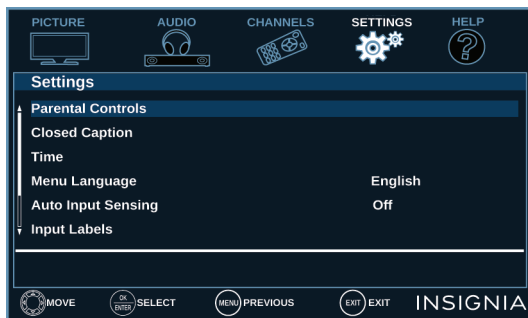 PICTURE AUDIO CHANNELS SETTINGS HELP
?
Settings
Parental Controls
Closed Caption
Time
Menu Language English
Auto Input Sensing Off
Input Labels
MOVE OK ENTER SELECT MENU PREVIOUS EXIT EXIT INSIGNIA